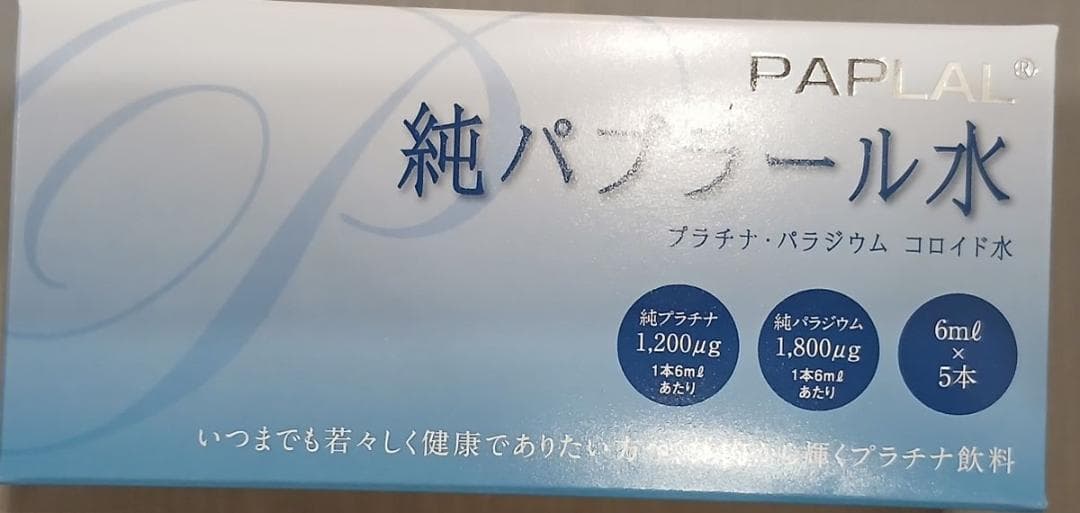 PAPLAL®
純パプラール水
プラチナ・パラジウム コロイド水
純プラチナ
1,200μg
1本6mℓ
あたり
純パラジウム
1,800μg
1本6mℓ
あたり
6mℓ
×
5本
いつまでも若々しく健康でありたい方へ 輝くプラチナ飲料